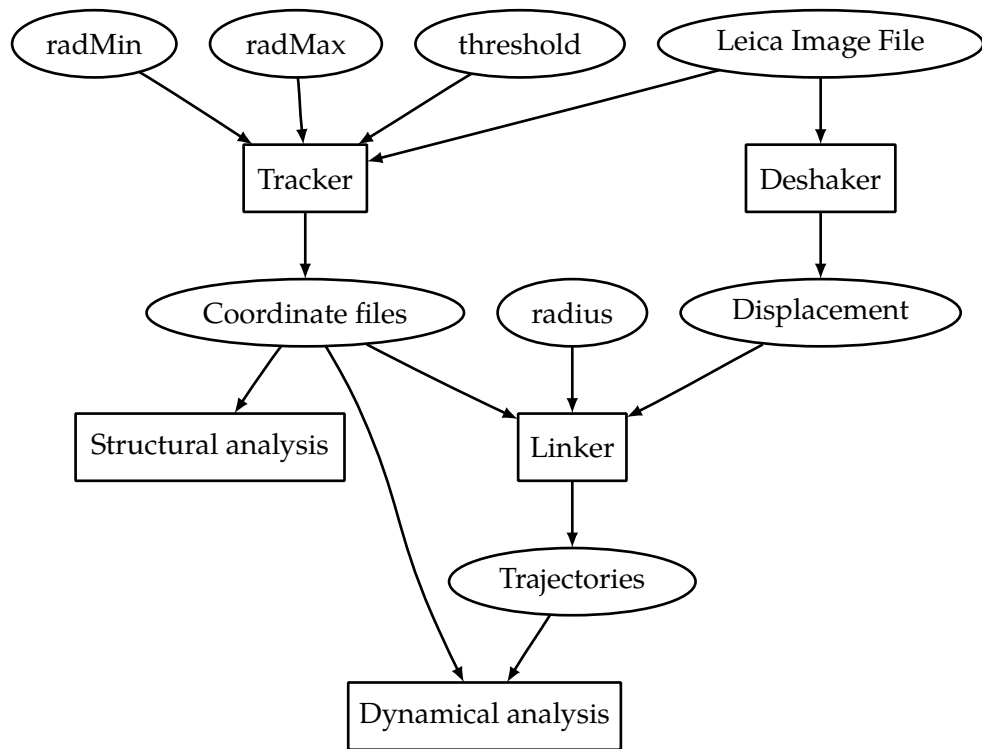 radMin
radMax
threshold
Leica Image File
Tracker
Deshaker
Coordinate files
radius
Displacement
Structural analysis
Linker
Trajectories
Dynamical analysis